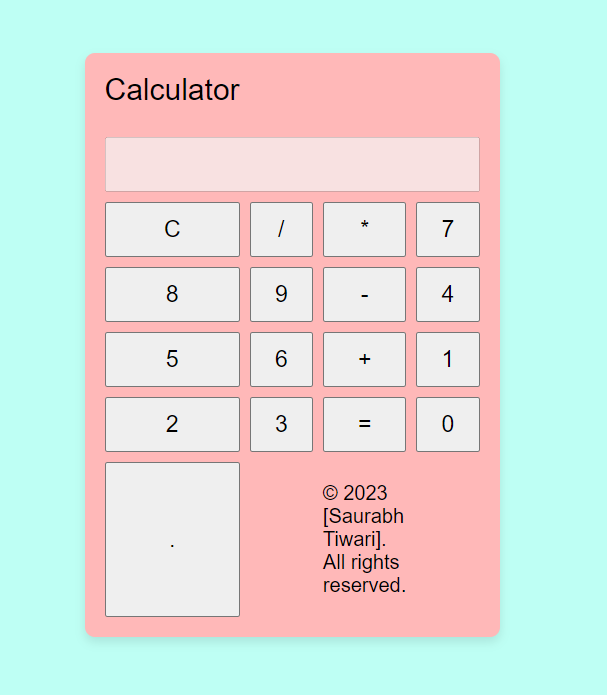 Calculator
C / * 7
8 9 - 4
5 6 + 1
2 3 = 0
.
© 2023
[Saurabh
Tiwari].
All rights
reserved.